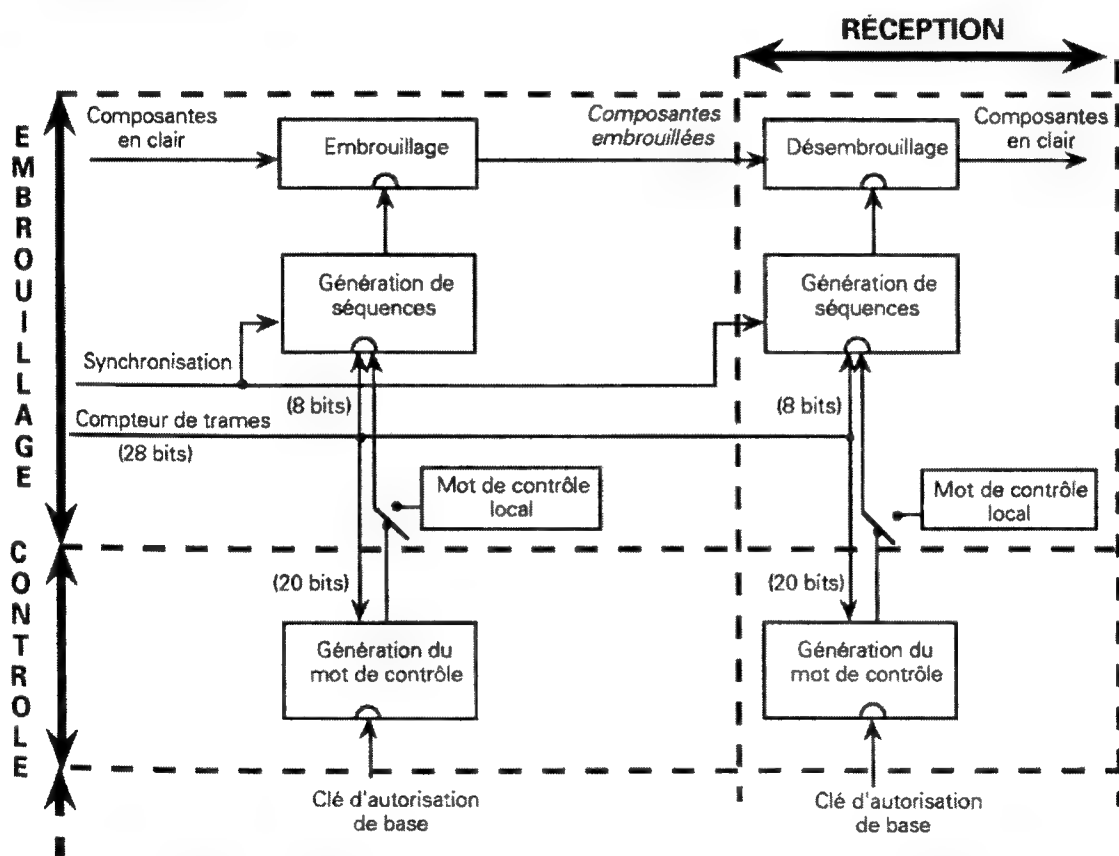 RÉCEPTION
EMBROUILLAGE
CONTROLE
Composantes
en clair
Embrouillage
Composantes
embrouillées
Désembrouillage
Composantes
en clair
Génération de
séquences
Génération de
séquences
Synchronisation
(8 bits)
(8 bits)
Compteur de trames
(28 bits)
Mot de contrôle
local
Mot de contrôle
local
(20 bits)
(20 bits)
Génération du
mot de contrôle
Génération du
mot de contrôle
Clé d'autorisation
de base
Clé d'autorisation
de base